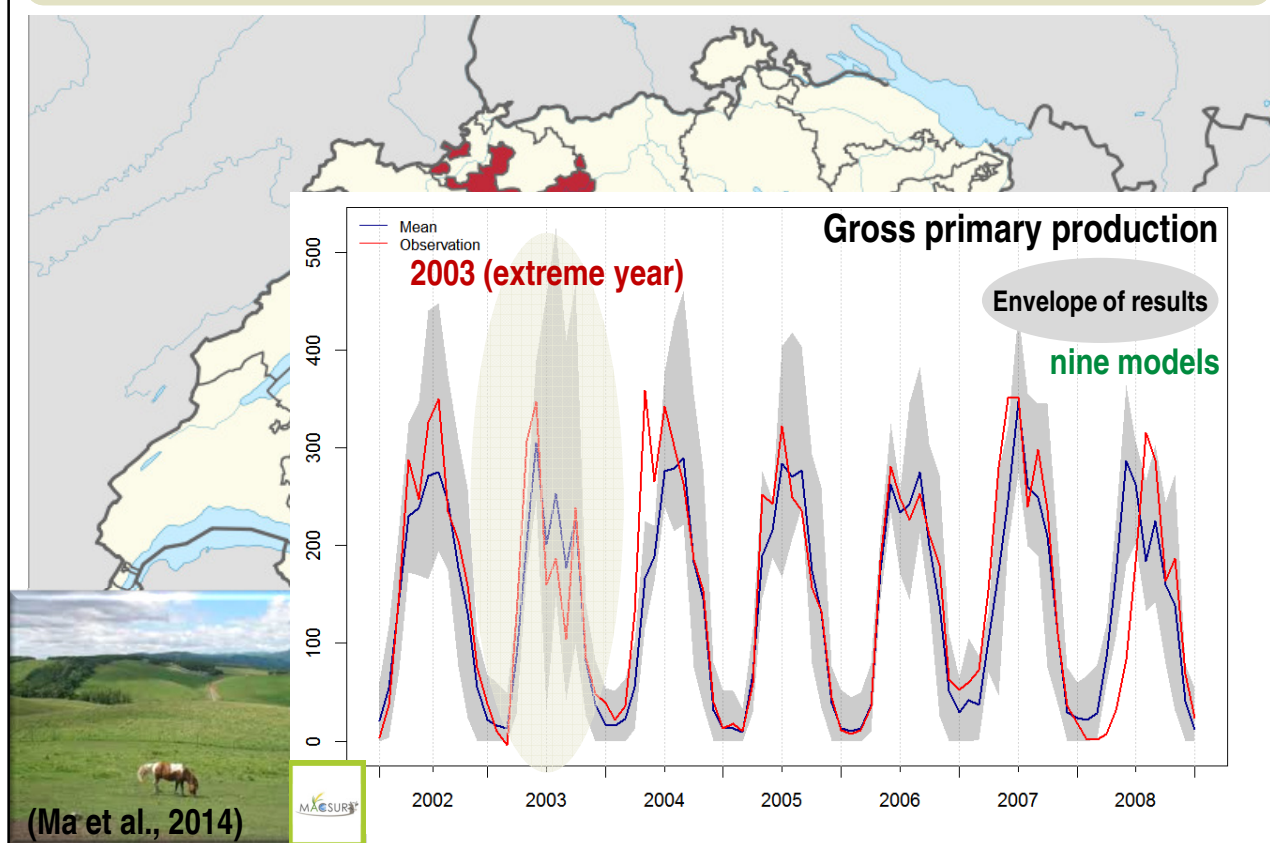 Mean
Observation
Gross primary production
2003 (extreme year)
Envelope of results
nine models
500
400
300
200
100
0
2002 2003 2004 2005 2006 2007 2008
MACSUR
(Ma et al., 2014)